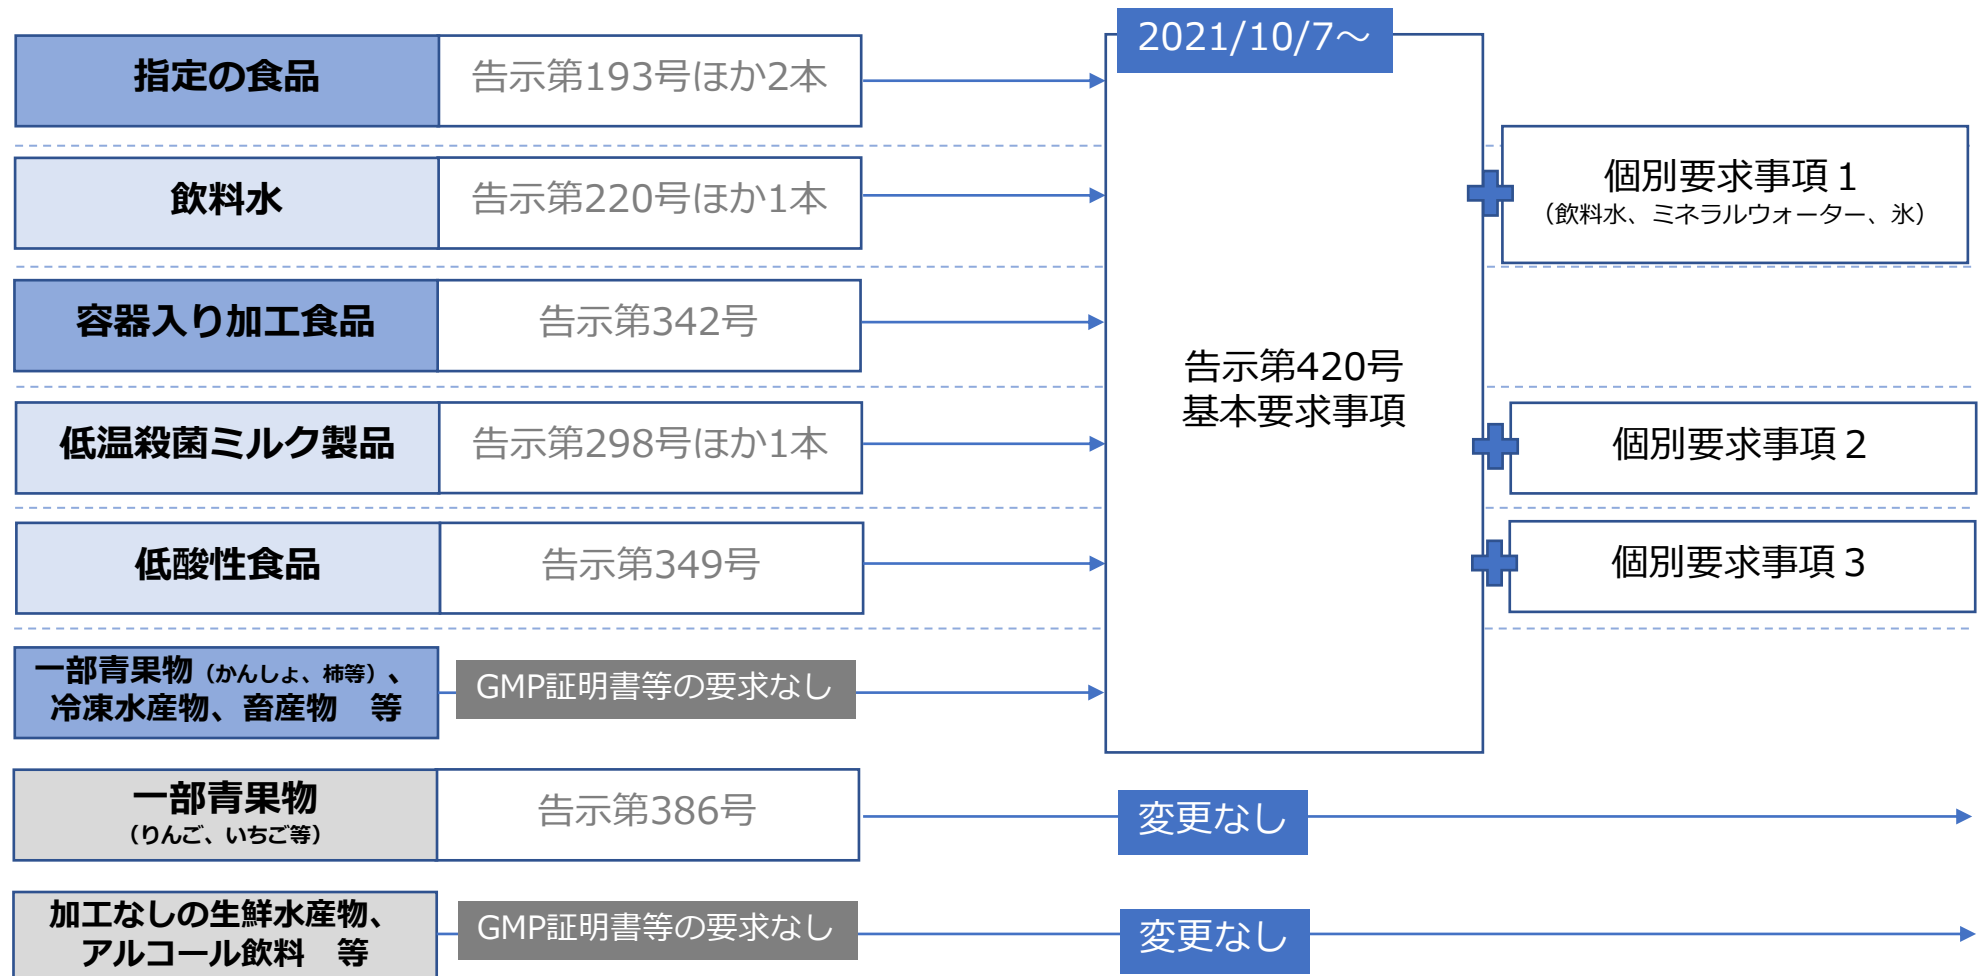 2021/10/7～
指定の食品 告示第193号ほか2本
飲料水 告示第220号ほか1本
個別要求事項１
（飲料水、ミネラルウォーター、氷）
容器入り加工食品 告示第342号
告示第420号
基本要求事項
低温殺菌ミルク製品 告示第298号ほか1本
個別要求事項２
低酸性食品 告示第349号
個別要求事項３
一部青果物（かんしょ、柿等）、
冷凍水産物、畜産物　等
GMP証明書等の要求なし
一部青果物
（りんご、いちご等）
告示第386号
変更なし
加工なしの生鮮水産物、
アルコール飲料　等
GMP証明書等の要求なし
変更なし